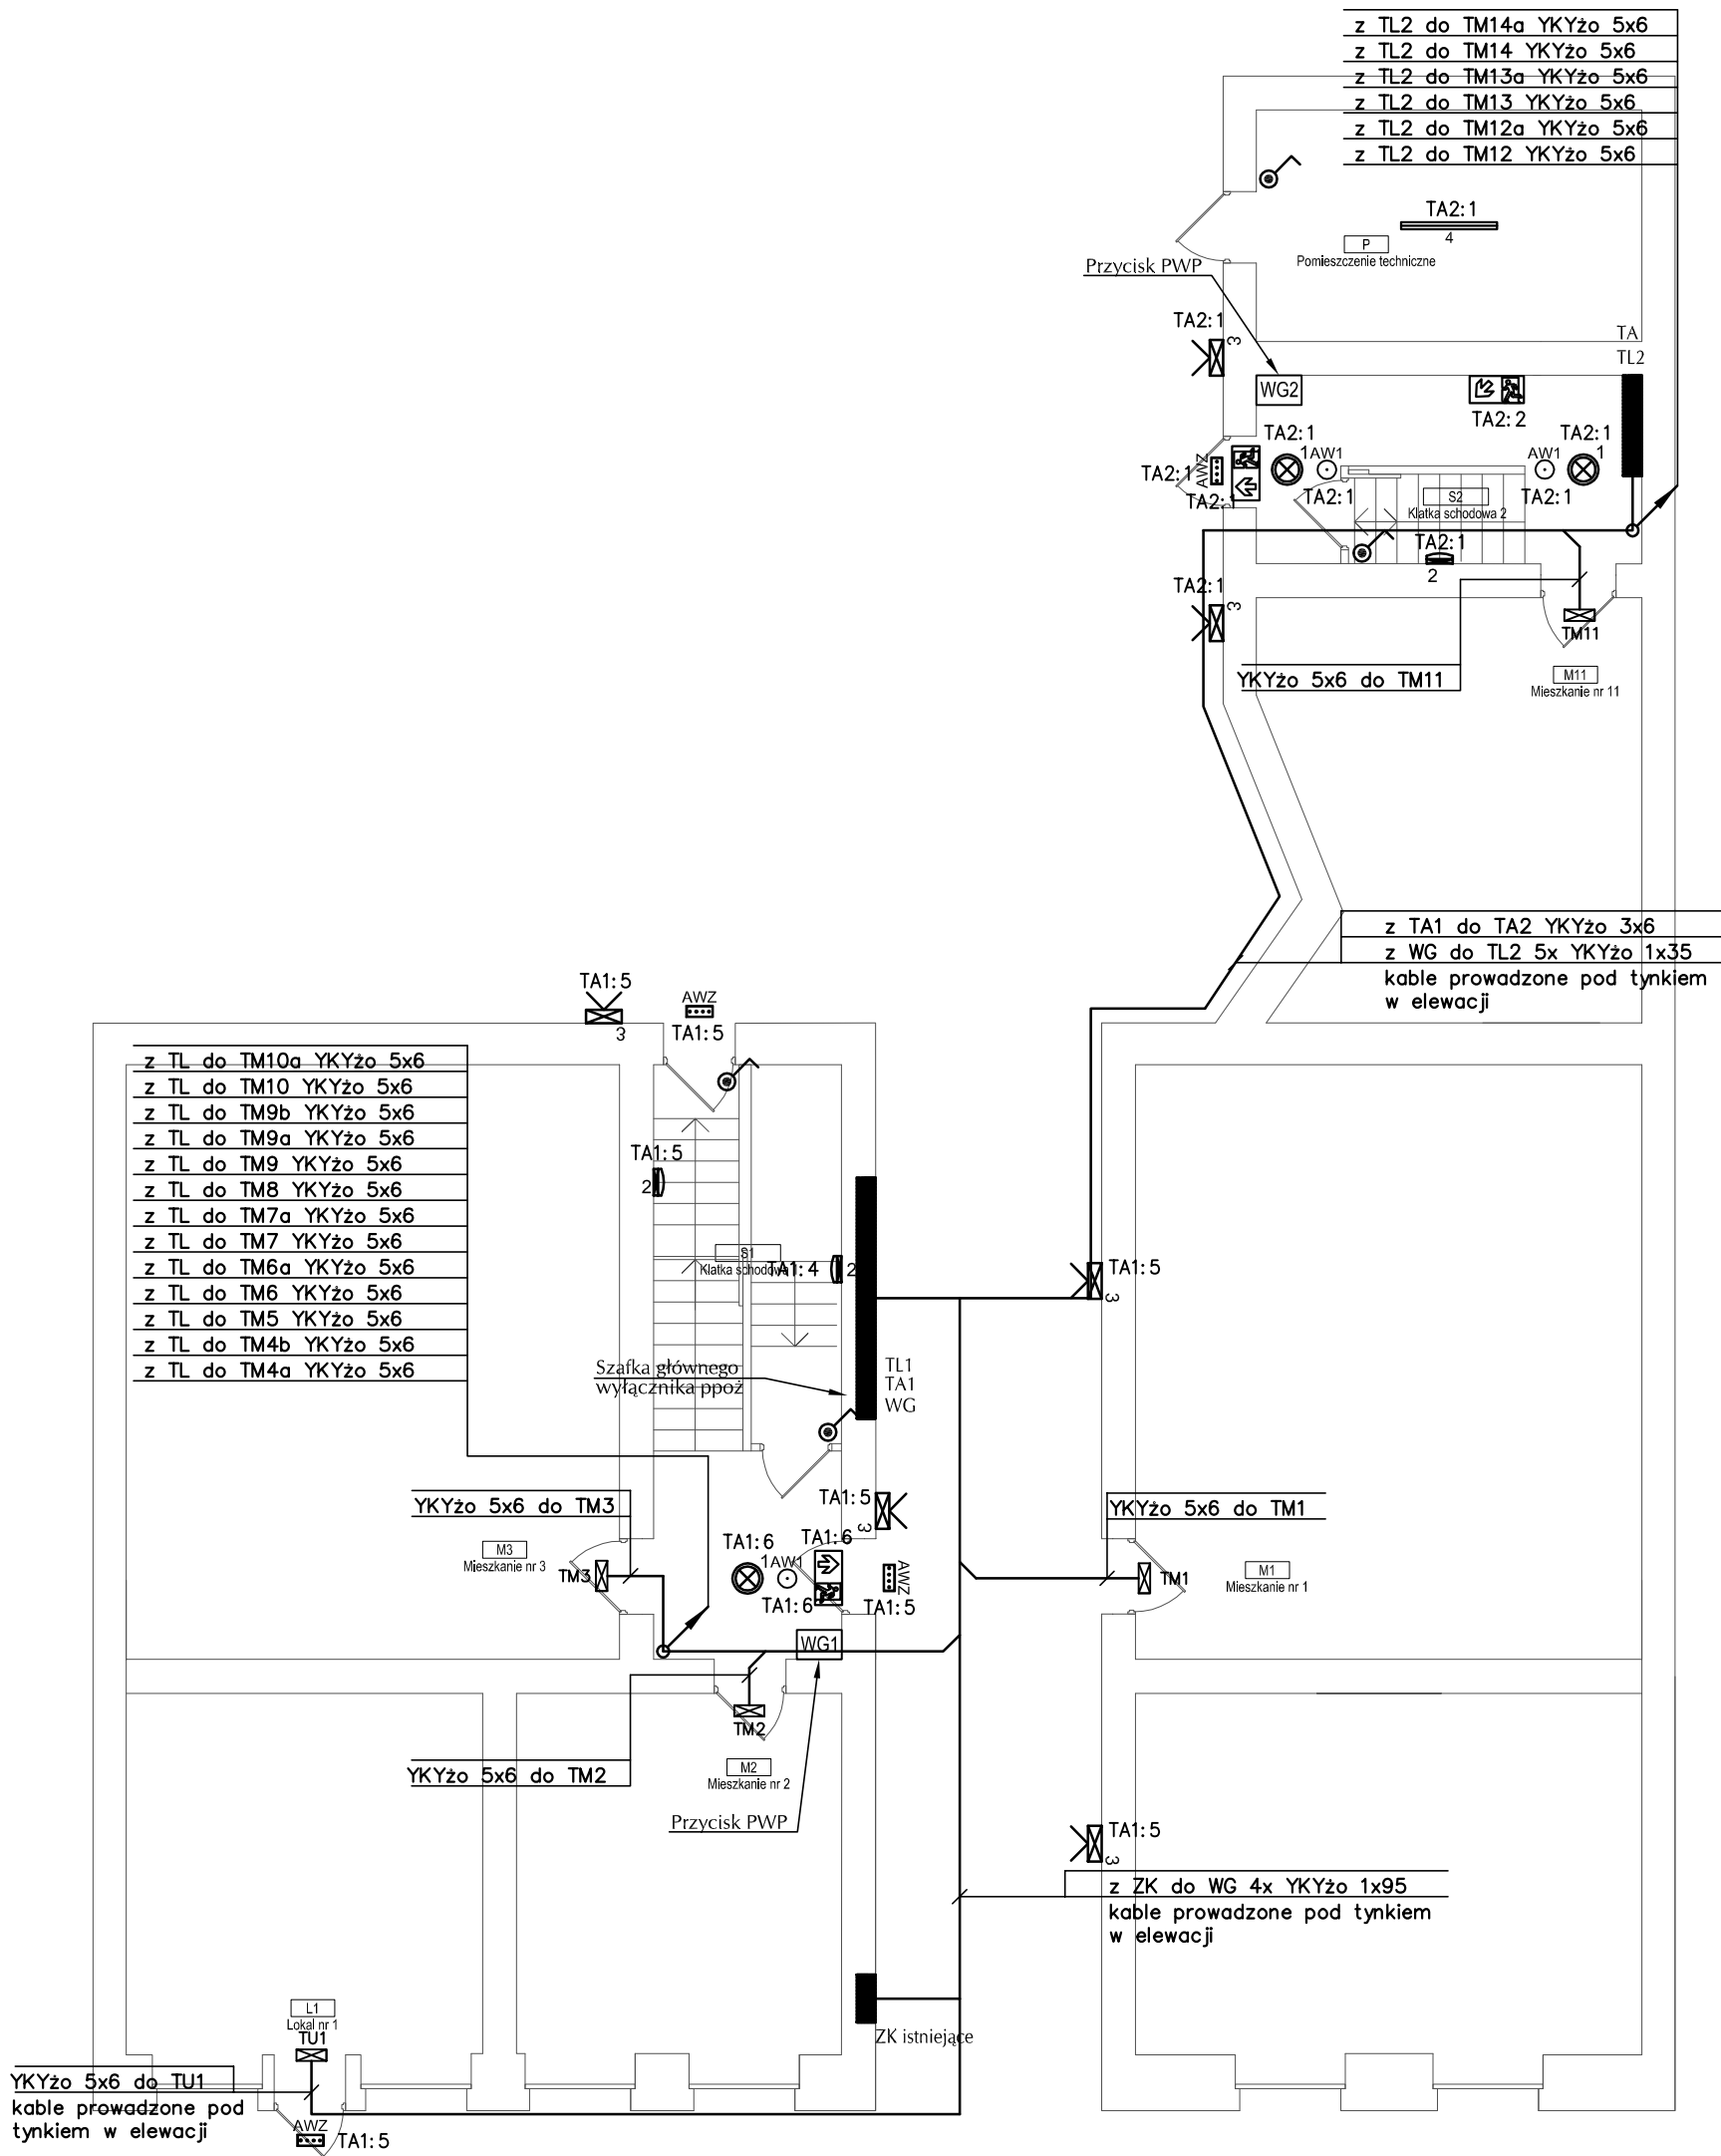 z TL2 do TM14a YKYżo 5x6
z TL2 do TM14 YKYżo 5x6
z TL2 do TM13a YKYżo 5x6
z TL2 do TM13 YKYżo 5x6
z TL2 do TM12a YKYżo 5x6
z TL2 do TM12 YKYżo 5x6
TA2:1
4
P
Pomieszczenie techniczne
Przycisk PWP
TA2:1
3
TA
TL2
WG2
TA2:2
TA2:1
1
AW1
TA2:1
AW1
TA2:1
1
TA2:1
TA2:1
AWZ
TA2:1
S2
Klatka schodowa 2
TA2:1
2
TA2:1
3
TM11
YKYżo 5x6 do TM11
M11
Mieszkanie nr 11
z TA1 do TA2 YKYżo 3x6
z WG do TL2 5x YKYżo 1x35
kable prowadzone pod tynkiem
w elewacji
TA1:5
3
AWZ
TA1:5
z TL do TM10a YKYżo 5x6
z TL do TM10 YKYżo 5x6
z TL do TM9b YKYżo 5x6
z TL do TM9a YKYżo 5x6
z TL do TM9 YKYżo 5x6
z TL do TM8 YKYżo 5x6
z TL do TM7a YKYżo 5x6
z TL do TM7 YKYżo 5x6
z TL do TM6a YKYżo 5x6
z TL do TM6 YKYżo 5x6
z TL do TM5 YKYżo 5x6
z TL do TM4b YKYżo 5x6
z TL do TM4a YKYżo 5x6
TA1:5
2
S1
Klatka schodowa 1
TA1:4
2
TA1:5
3
Szafka głównego
wyłącznika ppoż
TL1
TA1
WG
YKYżo 5x6 do TM3
TA1:5
3
YKYżo 5x6 do TM1
M3
Mieszkanie nr 3
TM3
TA1:6
1
AW1
TA1:6
TA1:6
AWZ
TA1:5
TM1
M1
Mieszkanie nr 1
WG1
TM2
YKYżo 5x6 do TM2
M2
Mieszkanie nr 2
Przycisk PWP
TA1:5
3
z ZK do WG 4x YKYżo 1x95
kable prowadzone pod tynkiem
w elewacji
L1
Lokal nr 1
TU1
ZK istniejące
YKYżo 5x6 do TU1
kable prowadzone pod
tynkiem w elewacji
AWZ
TA1:5